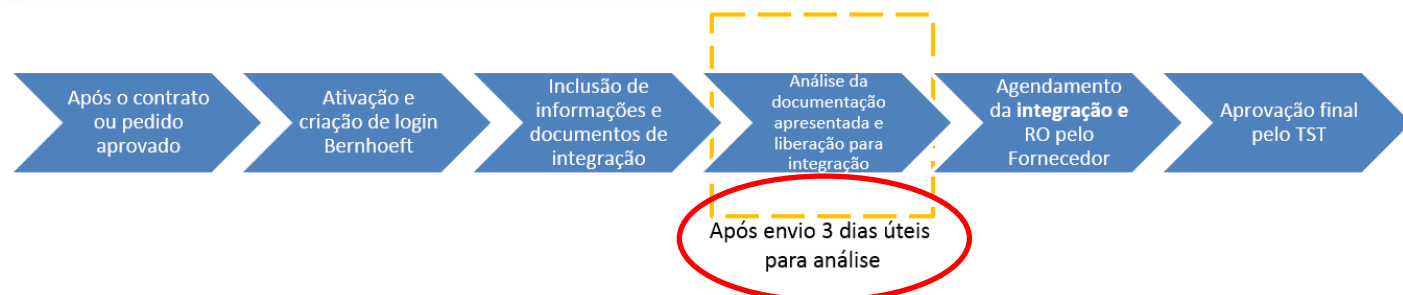 Após o contrato
ou pedido
aprovado
Ativação e
criação de login
Bernhoeft
Inclusão de
informações e
documentos de
integração
Análise da
documentação
apresentada e
liberação para
integração
Agendamento
da integração e
RO pelo
Fornecedor
Aprovação final
pelo TST
Após envio 3 dias úteis
para análise